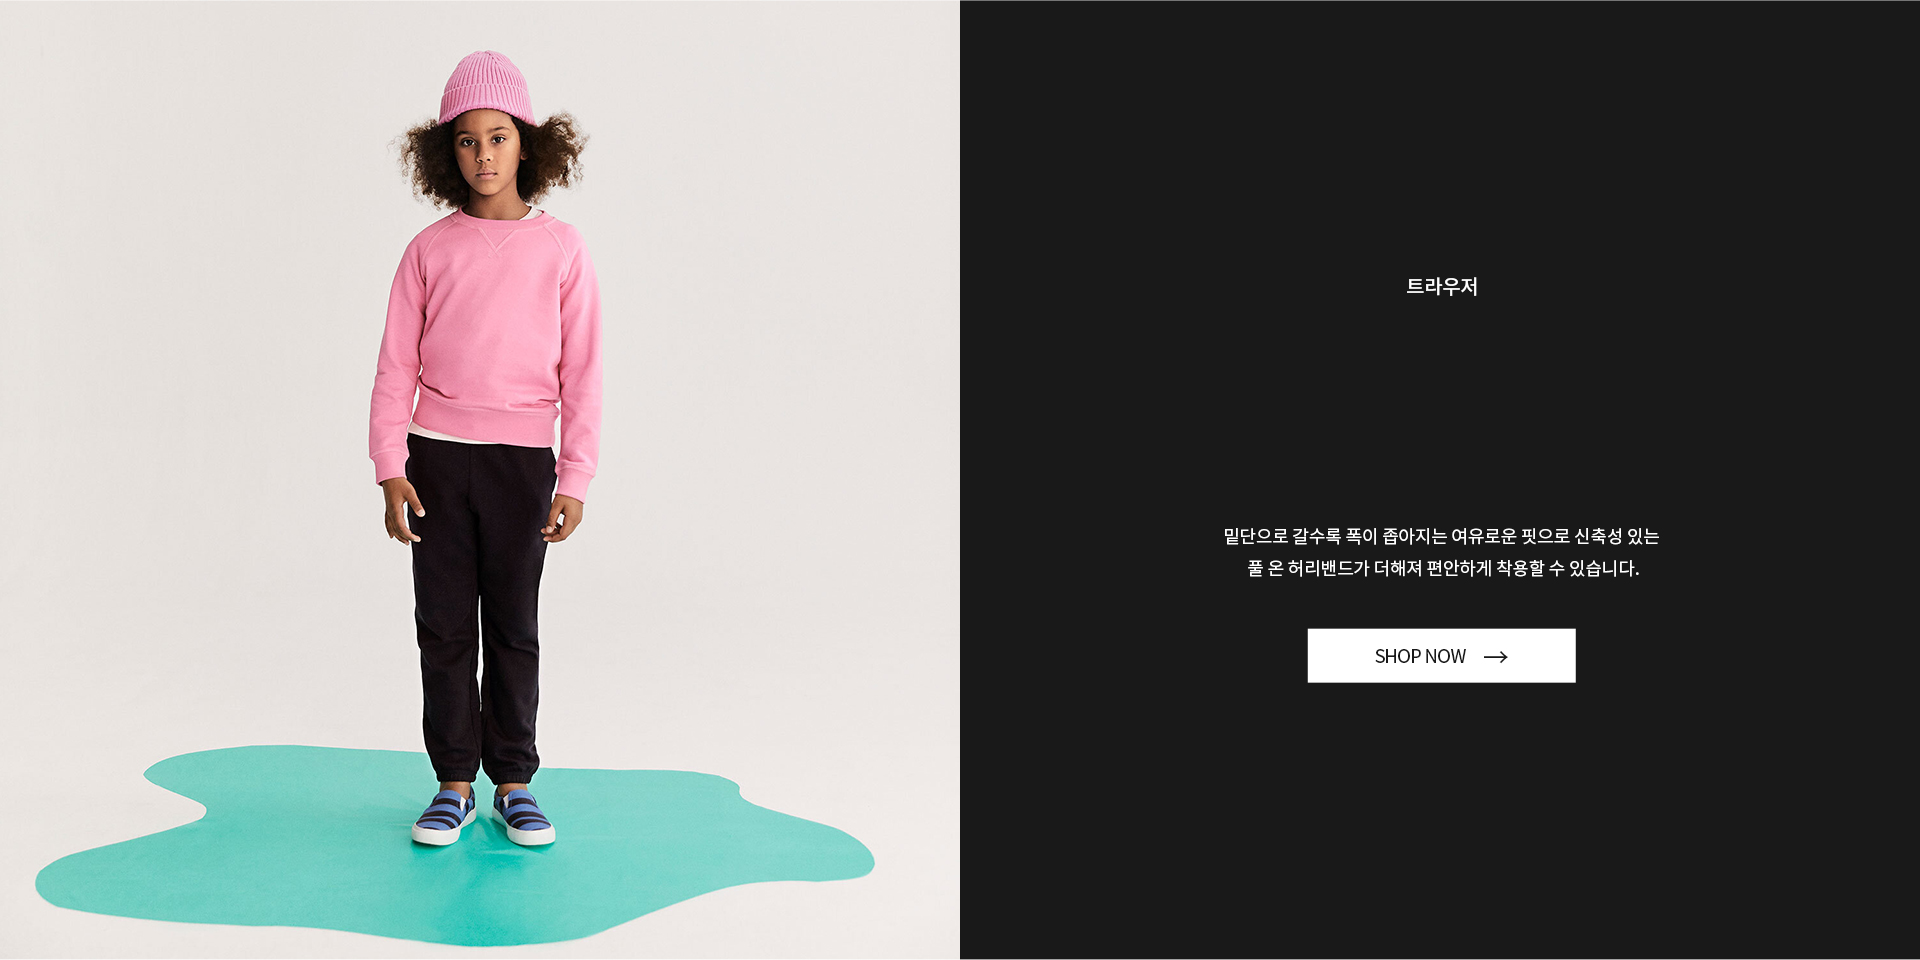 트라우저
밑단으로 갈수록 폭이 좁아지는 여유로운 핏으로 신축성 있는
풀 온 허리밴드가 더해져 편안하게 착용할 수 있습니다.
SHOP NOW →